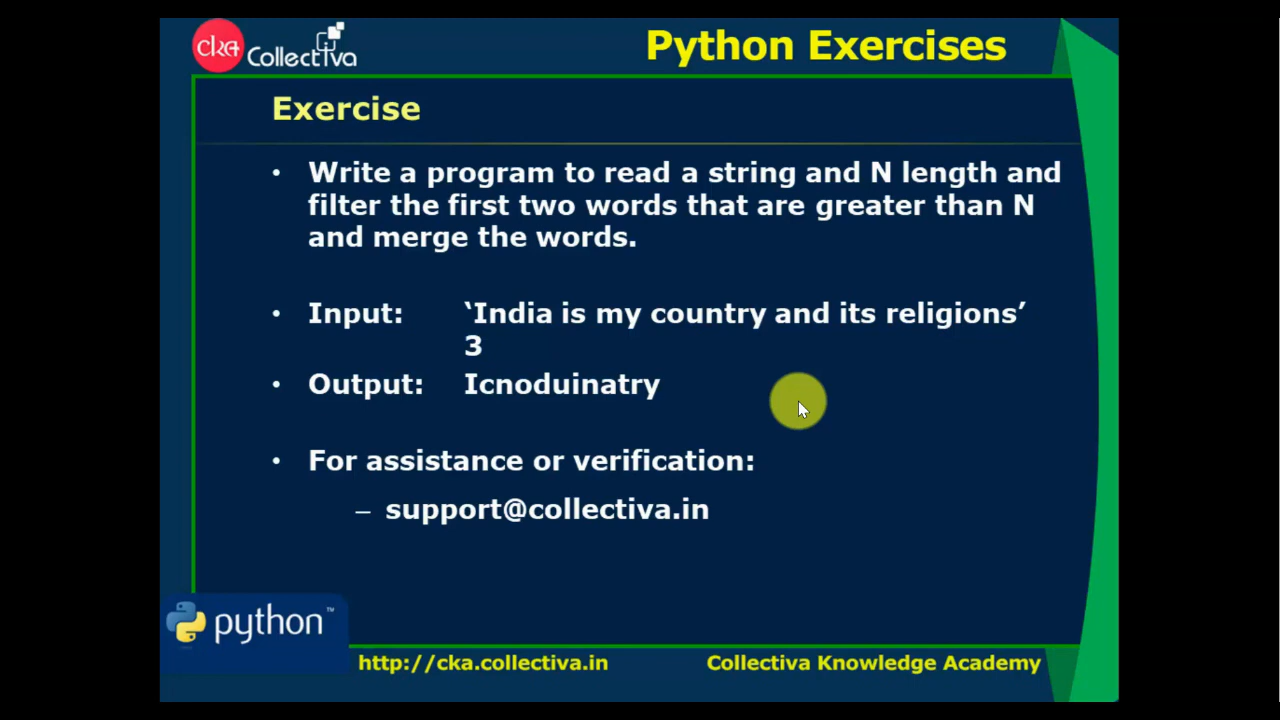 cka Collectiva
Python Exercises
Exercise
• Write a program to read a string and N length and
filter the first two words that are greater than N
and merge the words.
• Input: ‘India is my country and its religions’
3
• Output: Icnoduinatry
• For assistance or verification:
– support@collectiva.in
python™
http://cka.collectiva.in Collectiva Knowledge Academy